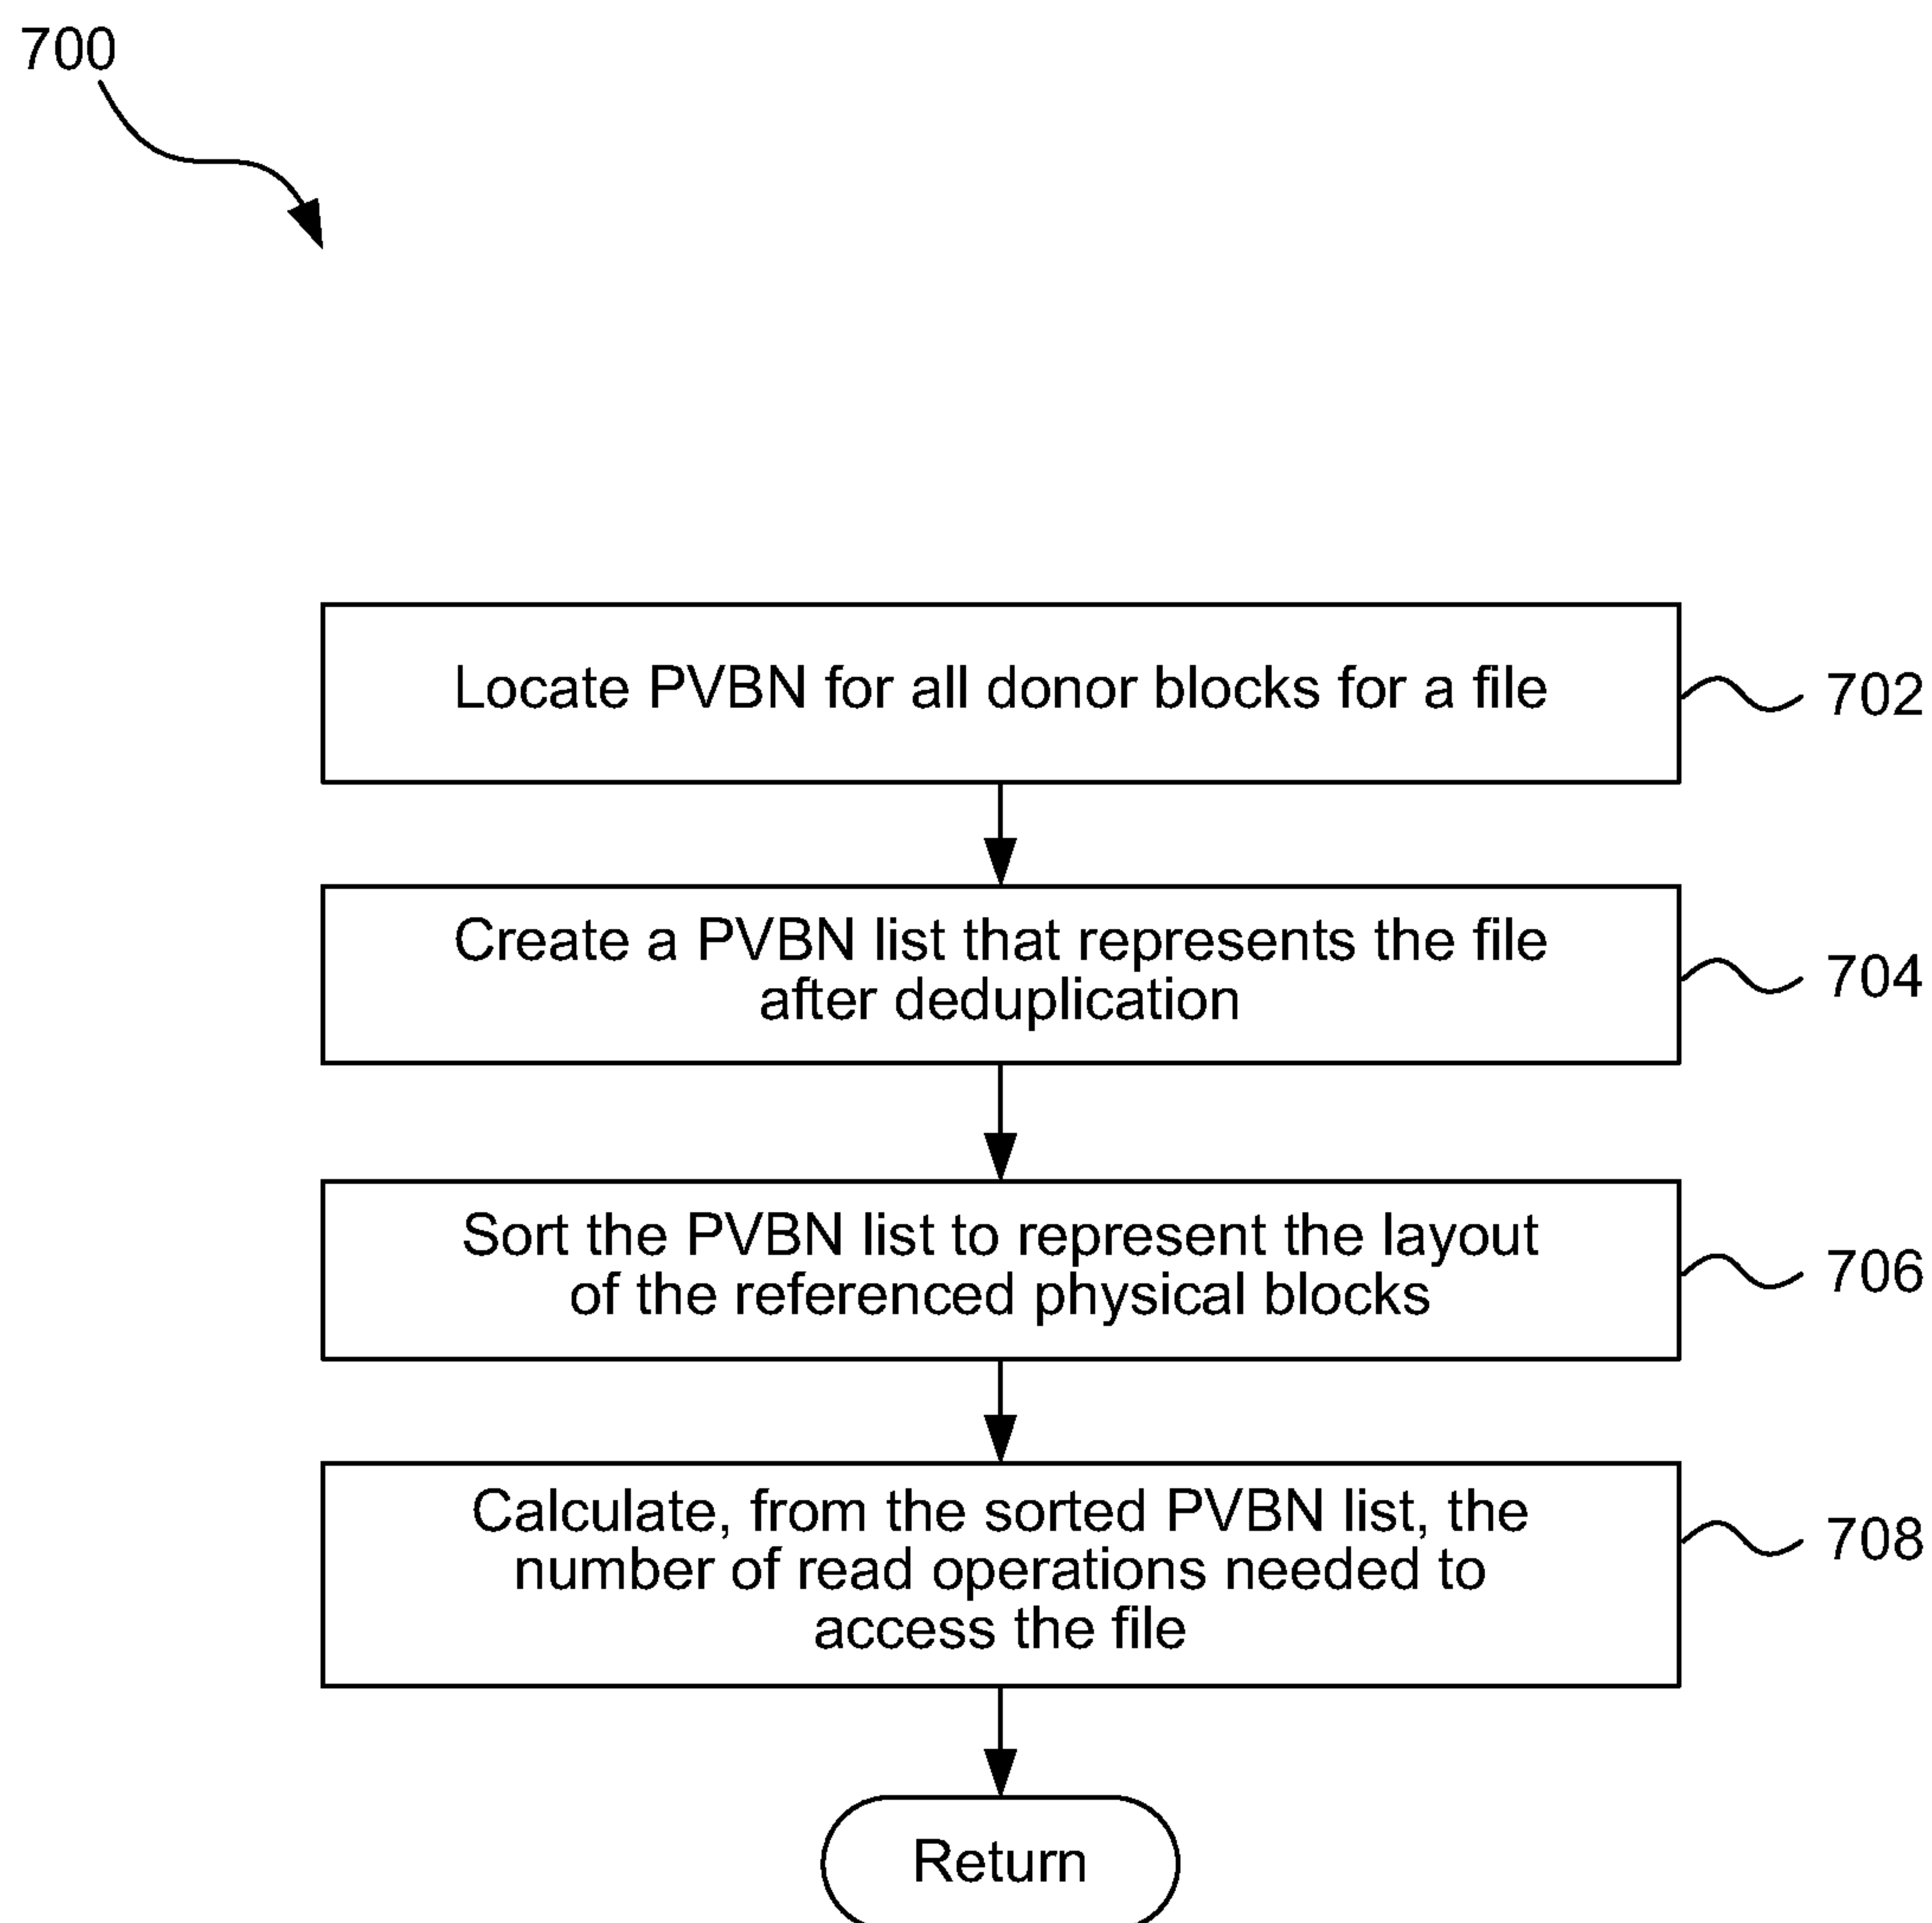 700
Locate PVBN for all donor blocks for a file
702
Create a PVBN list that represents the file
after deduplication
704
Sort the PVBN list to represent the layout
of the referenced physical blocks
706
Calculate, from the sorted PVBN list, the
number of read operations needed to
access the file
708
Return